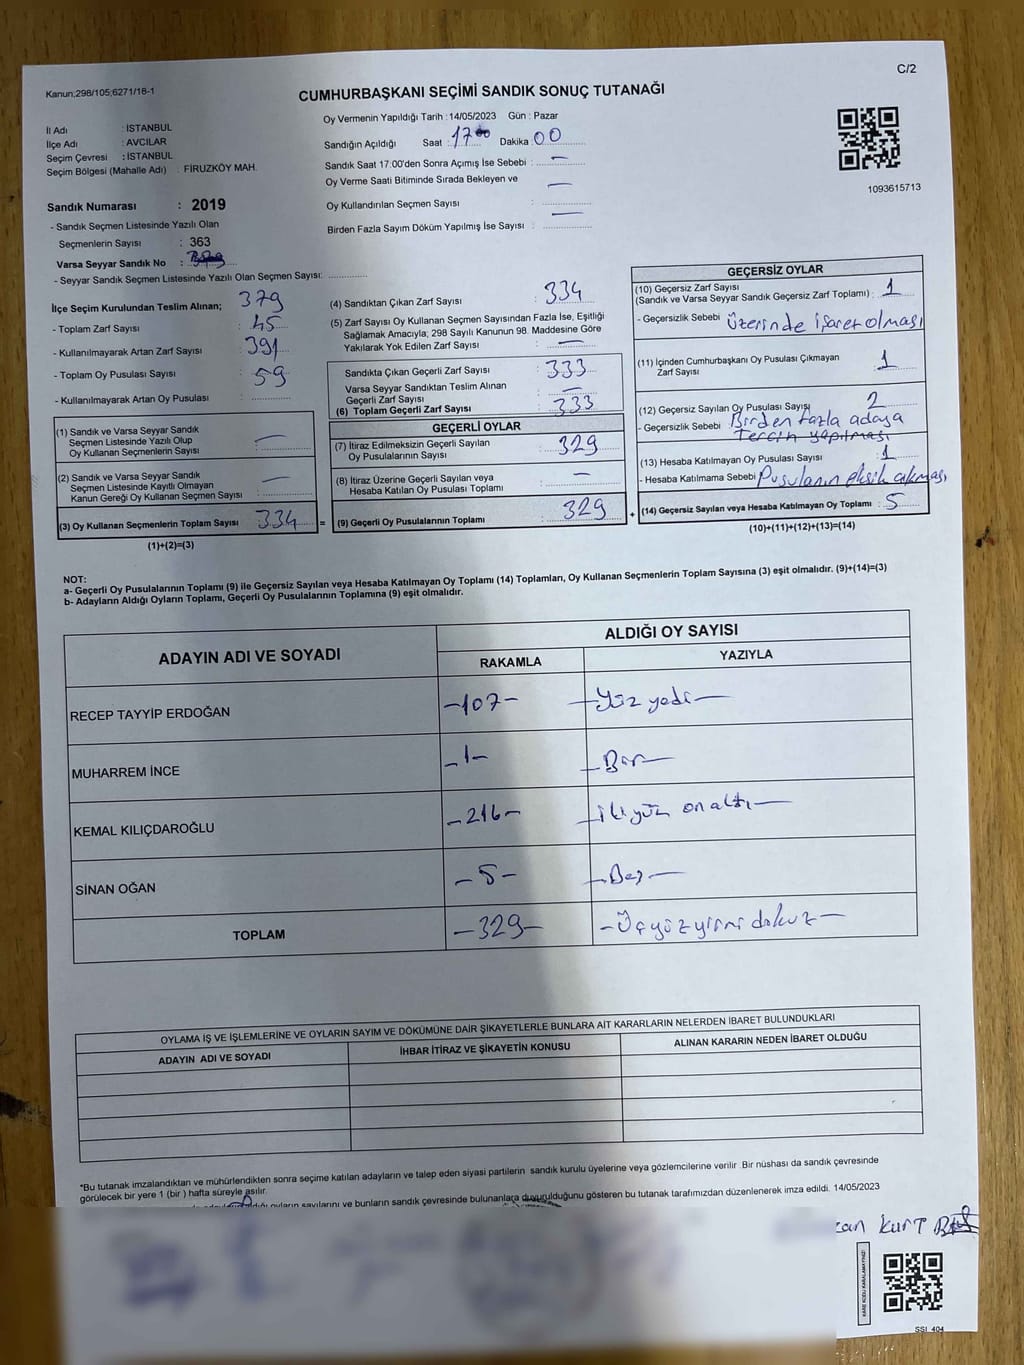 C/2
Kanun;298/105;6271/18-1
CUMHURBAŞKANI SEÇİMİ SANDIK SONUÇ TUTANAĞI
İl Adı : İSTANBUL
İlçe Adı : AVCILAR
Seçim Çevresi : İSTANBUL
Seçim Bölgesi (Mahalle Adı) : FİRUZKÖY MAH.
Sandık Numarası : 2019
- Sandık Seçmen Listesinde Yazılı Olan
Seçmenlerin Sayısı : 363
Varsa Seyyar Sandık No :
- Seyyar Sandık Seçmen Listesinde Yazılı Olan Seçmen Sayısı:
Oy Vermenin Yapıldığı Tarih : 14/05/2023 Gün : Pazar
Sandığın Açıldığı Saat : 17 Dakika : 00
Sandık Saat 17:00'den Sonra Açımış İse Sebebi : —
Oy Verme Saati Bitiminde Sırada Bekleyen ve —
Oy Kullandırılan Seçmen Sayısı :
Birden Fazla Sayım Döküm Yapılmış İse Sayısı : —
1093615713
İlçe Seçim Kurulundan Teslim Alınan; 379
- Toplam Zarf Sayısı : 45
- Kullanılmayarak Artan Zarf Sayısı 391
- Toplam Oy Pusulası Sayısı : 59
- Kullanılmayarak Artan Oy Pusulası :
(1) Sandık ve Varsa Seyyar Sandık
Seçmen Listesinde Yazılı Olup
Oy Kullanan Seçmenlerin Sayısı : —
(2) Sandık ve Varsa Seyyar Sandık
Seçmen Listesinde Kayıtlı Olmayan
Kanun Gereği Oy Kullanan Seçmen Sayısı : —
(3) Oy Kullanan Seçmenlerin Toplam Sayısı 334 =
(1)+(2)=(3)
(4) Sandıktan Çıkan Zarf Sayısı : 334
(5) Zarf Sayısı Oy Kullanan Seçmen Sayısından Fazla İse, Eşitliği
Sağlamak Amacıyla; 298 Sayılı Kanunun 98. Maddesine Göre
Yakılarak Yok Edilen Zarf Sayısı : —
Sandıkta Çıkan Geçerli Zarf Sayısı : 333
Varsa Seyyar Sandıktan Teslim Alınan
Geçerli Zarf Sayısı : —
(6) Toplam Geçerli Zarf Sayısı : 333
GEÇERLİ OYLAR
(7) İtiraz Edilmeksizin Geçerli Sayılan
Oy Pusulalarının Sayısı : 329
(8) İtiraz Üzerine Geçerli Sayılan veya
Hesaba Katılan Oy Pusulası Toplamı : —
(9) Geçerli Oy Pusulalarının Toplamı : 329 +
GEÇERSİZ OYLAR
(10) Geçersiz Zarf Sayısı
(Sandık ve Varsa Seyyar Sandık Geçersiz Zarf Toplamı) : 1
- Geçersizlik Sebebi : Üzerinde işaret olması
(11) İçinden Cumhurbaşkanı Oy Pusulası Çıkmayan
Zarf Sayısı : 1
(12) Geçersiz Sayılan Oy Pusulası Sayısı 2
- Geçersizlik Sebebi : Birden fazla adaya
Tercih yapılması
(13) Hesaba Katılmayan Oy Pusulası Sayısı : 1
- Hesaba Katılmama Sebebi : Pusulanın eksik çıkması
(14) Geçersiz Sayılan veya Hesaba Katılmayan Oy Toplamı : 5
(10)+(11)+(12)+(13)=(14)
NOT:
a- Geçerli Oy Pusulalarının Toplamı (9) ile Geçersiz Sayılan veya Hesaba Katılmayan Oy Toplamı (14) Toplamları, Oy Kullanan Seçmenlerin Toplam Sayısına (3) eşit olmalıdır. (9)+(14)=(3)
b- Adayların Aldığı Oyların Toplamı, Geçerli Oy Pusulalarının Toplamına (9) eşit olmalıdır.
ADAYIN ADI VE SOYADI
ALDIĞI OY SAYISI
RAKAMLA YAZIYLA
RECEP TAYYİP ERDOĞAN -107- -Yüz yedi-
MUHARREM İNCE -1- -Bir-
KEMAL KILIÇDAROĞLU -216- -İkiyüz onaltı-
SİNAN OĞAN -5- -Beş-
TOPLAM -329- -Üçyüzyirmidokuz-
OYLAMA İŞ VE İŞLEMLERİNE VE OYLARIN SAYIM VE DÖKÜMÜNE DAİR ŞİKAYETLERLE BUNLARA AİT KARARLARIN NELERDEN İBARET BULUNDUKLARI
ADAYIN ADI VE SOYADI İHBAR İTİRAZ VE ŞİKAYETİN KONUSU ALINAN KARARIN NEDEN İBARET OLDUĞU
*Bu tutanak imzalandıktan ve mühürlendikten sonra seçime katılan adayların ve talep eden siyasi partilerin sandık kurulu üyelerine veya gözlemcilerine verilir. Bir nüshası da sandık çevresinde
görülecek bir yere 1 (bir) hafta süreyle asılır.
oyların sayılarını ve bunların sandık çevresinde bulunanlara duyurulduğunu gösteren bu tutanak tarafımızdan düzenlenerek imza edildi. 14/05/2023
zan Kurt
KARE KODU KARALAMAYINIZ!
SSI_404